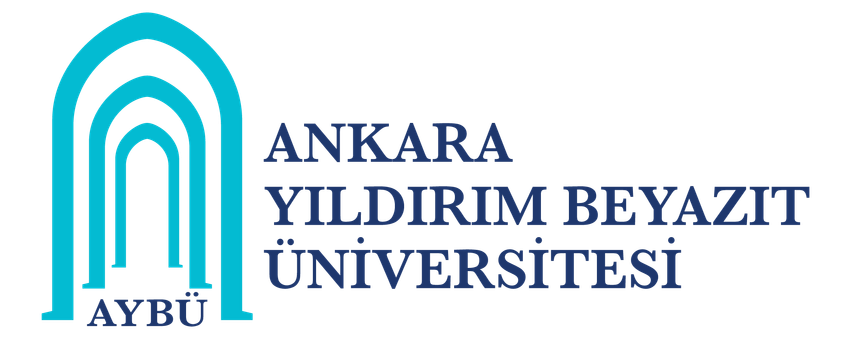 ANKARA
YILDIRIM BEYAZIT
ÜNİVERSİTESİ
AYBÜ